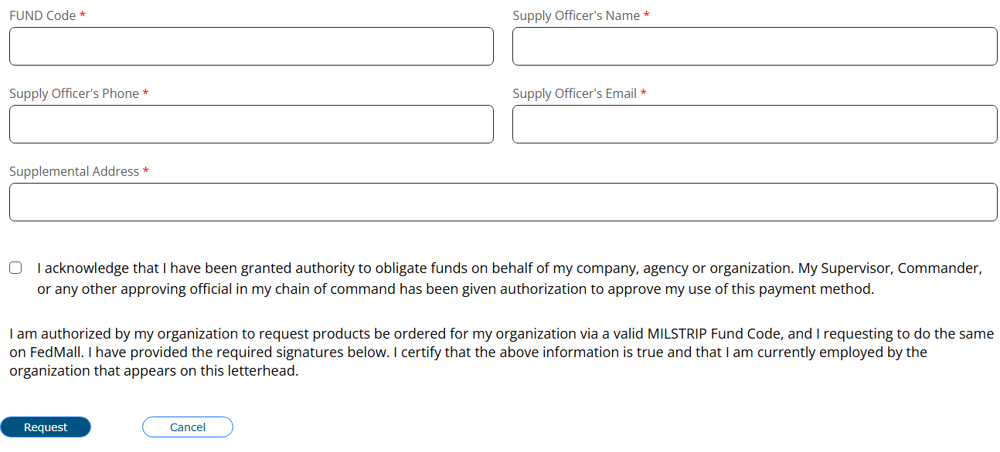 FUND Code *
Supply Officer's Name *
Supply Officer's Phone *
Supply Officer's Email *
Supplemental Address *
I acknowledge that I have been granted authority to obligate funds on behalf of my company, agency or organization. My Supervisor, Commander,
or any other approving official in my chain of command has been given authorization to approve my use of this payment method.
I am authorized by my organization to request products be ordered for my organization via a valid MILSTRIP Fund Code, and I requesting to do the same
on FedMall. I have provided the required signatures below. I certify that the above information is true and that I am currently employed by the
organization that appears on this letterhead.
Request
Cancel